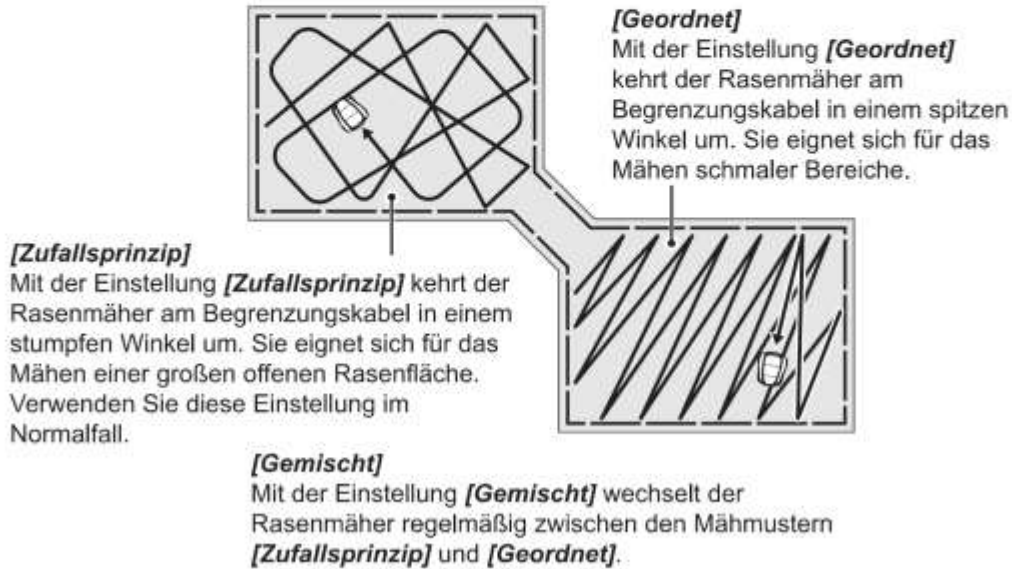 [Geordnet]
Mit der Einstellung [Geordnet]
kehrt der Rasenmäher am
Begrenzungskabel in einem spitzen
Winkel um. Sie eignet sich für das
Mähen schmaler Bereiche.
[Zufallsprinzip]
Mit der Einstellung [Zufallsprinzip] kehrt der
Rasenmäher am Begrenzungskabel in einem
stumpfen Winkel um. Sie eignet sich für das
Mähen einer großen offenen Rasenfläche.
Verwenden Sie diese Einstellung im
Normalfall.
[Gemischt]
Mit der Einstellung [Gemischt] wechselt der
Rasenmäher regelmäßig zwischen den Mähmustern
[Zufallsprinzip] und [Geordnet].